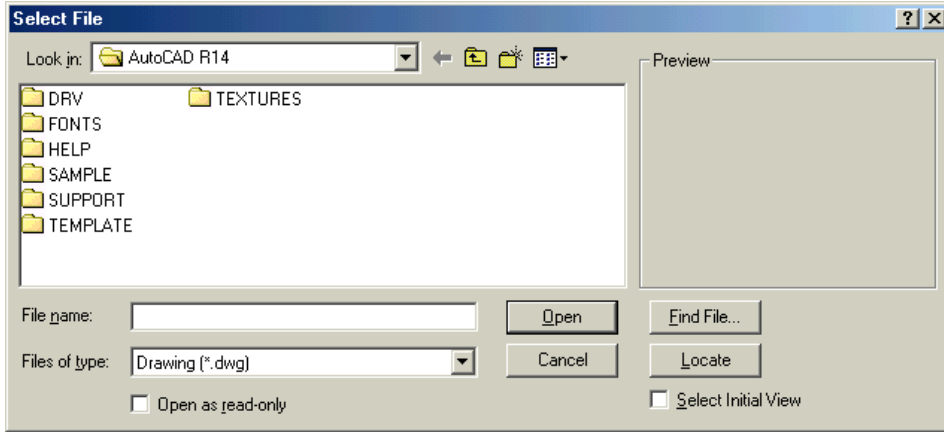 Select File
Look in: AutoCAD R14
Preview
DRV TEXTURES
FONTS
HELP
SAMPLE
SUPPORT
TEMPLATE
File name: Open Find File...
Files of type: Drawing (*.dwg) Cancel Locate
Open as read-only Select Initial View